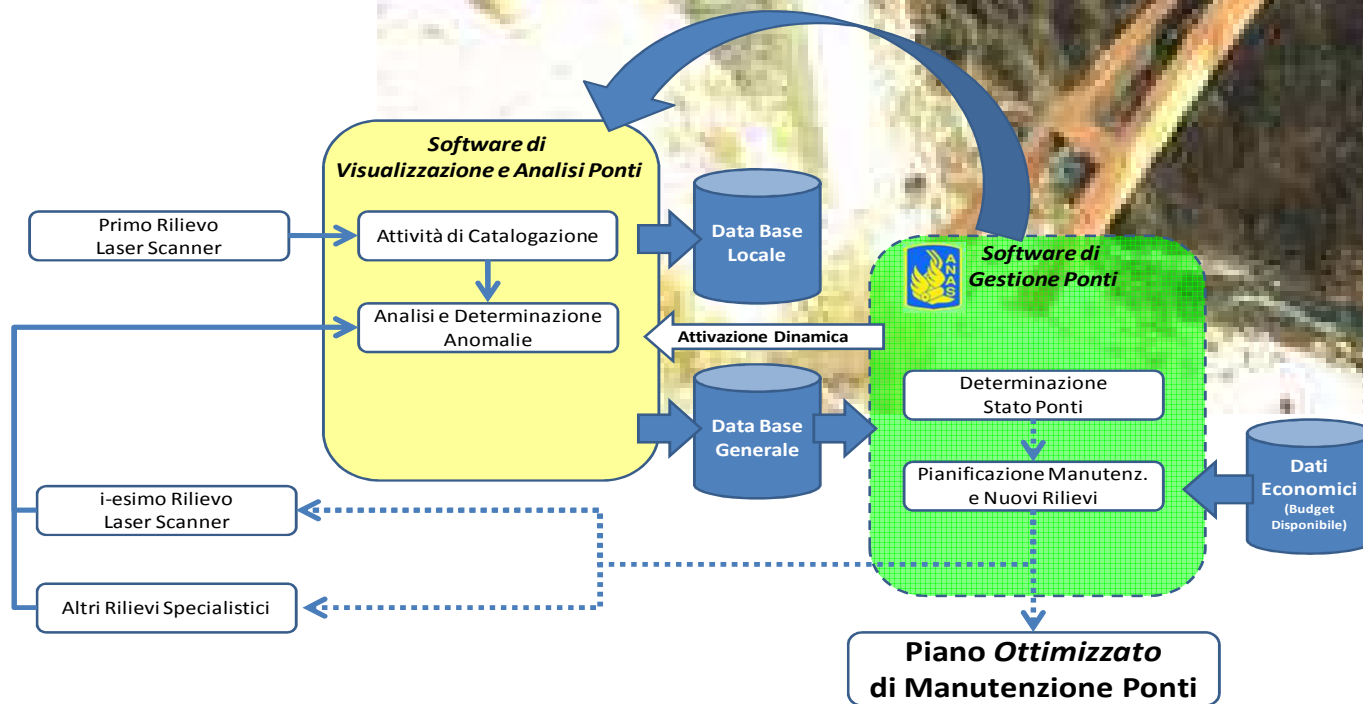 Software di
Visualizzazione e Analisi Ponti
Primo Rilievo
Laser Scanner
Attività di Catalogazione
Data Base
Locale
ANAS
Software di
Gestione Ponti
Analisi e Determinazione
Anomalie
Attivazione Dinamica
Determinazione
Stato Ponti
Data Base
Generale
Pianificazione Manutenz.
e Nuovi Rilievi
Dati
Economici
(Budget
Disponibile)
i-esimo Rilievo
Laser Scanner
Altri Rilievi Specialistici
Piano Ottimizzato
di Manutenzione Ponti